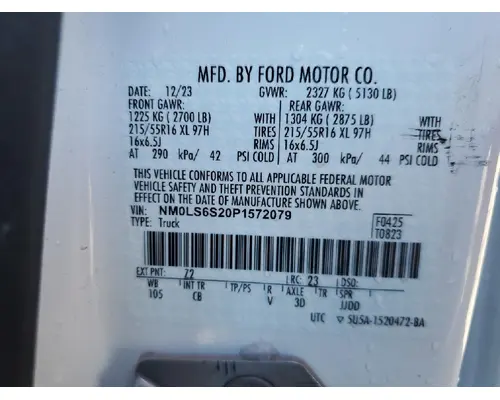 MFD. BY FORD MOTOR CO.
DATE: 12/23 GVWR: 2327 KG ( 5130 LB)
FRONT GAWR: REAR GAWR:
1225 KG ( 2700 LB) 1304 KG ( 2875 LB) WITH
215/55R16 XL 97H TIRES 215/55R16 XL 97H TIRES
16x6.5J RIMS 16x6.5J RIMS
AT 290 kPa/ 42 PSI COLD AT 300 kPa/ 44 PSI COLD
THIS VEHICLE CONFORMS TO ALL APPLICABLE FEDERAL MOTOR
VEHICLE SAFETY AND THEFT PREVENTION STANDARDS IN
EFFECT ON THE DATE OF MANUFACTURE SHOWN ABOVE.
VIN: NM0LS6S20P1572079 F0425
TYPE: Truck T0823
EXT PNT: Z2 RC: 23 DSO:
WB INT TR TP/PS R AXLE TR SPR
105 CB V 3D JJDD
UTC ▽ 5USA-1520472-BA